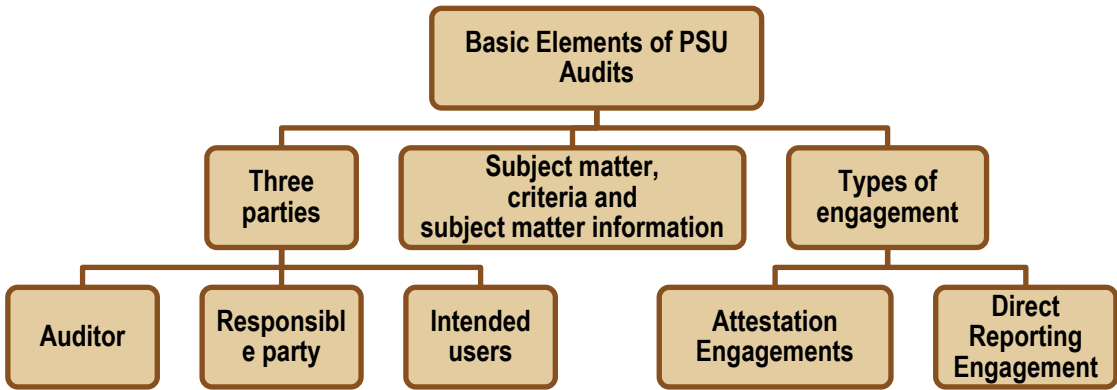 Basic Elements of PSU
Audits
Three
parties
Subject matter,
criteria and
subject matter information
Types of
engagement
Auditor
Responsibl
e party
Intended
users
Attestation
Engagements
Direct
Reporting
Engagement